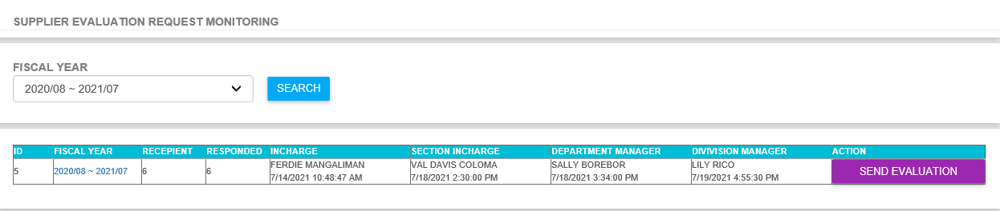 SUPPLIER EVALUATION REQUEST MONITORING
FISCAL YEAR
2020/08 ~ 2021/07
SEARCH
ID FISCAL YEAR RECEPIENT RESPONDED INCHARGE SECTION INCHARGE DEPARTMENT MANAGER DIVIVISION MANAGER ACTION
5 2020/08 ~ 2021/07 6 6 FERDIE MANGALIMAN VAL DAVIS COLOMA SALLY BOREBOR LILY RICO SEND EVALUATION
7/14/2021 10:48:47 AM 7/18/2021 2:30:00 PM 7/18/2021 3:34:00 PM 7/19/2021 4:55:30 PM